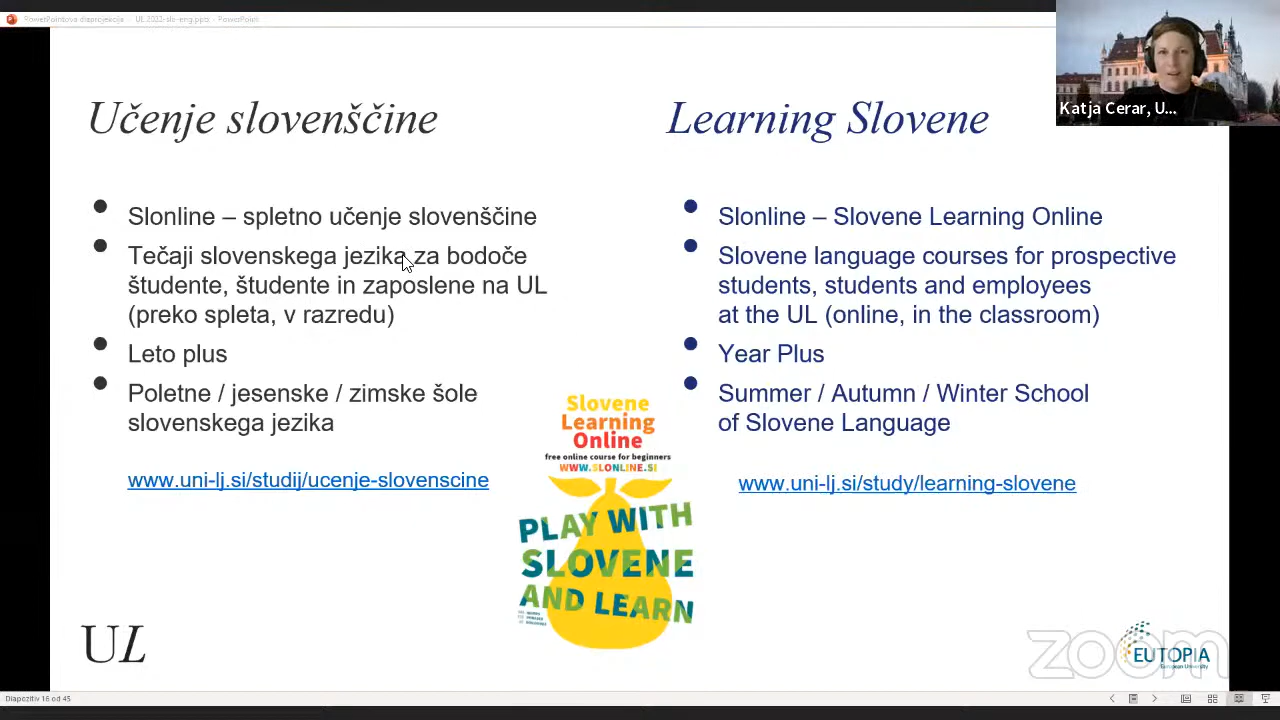 PowerPointova diaprojekcija - UL 2022-slo-eng.pptx - PowerPoint
Katja Cerar, U...
Učenje slovenščine
Slonline – spletno učenje slovenščine
Tečaji slovenskega jezika za bodoče
študente, študente in zaposlene na UL
(preko spleta, v razredu)
Leto plus
Poletne / jesenske / zimske šole
slovenskega jezika
www.uni-lj.si/studij/ucenje-slovenscine
Learning Slovene
Slonline – Slovene Learning Online
Slovene language courses for prospective
students, students and employees
at the UL (online, in the classroom)
Year Plus
Summer / Autumn / Winter School
of Slovene Language
www.uni-lj.si/study/learning-slovene
Slovene
Learning
Online
free online course for beginners
WWW.SLONLINE.SI
PLAY WITH
SLOVENE
AND LEARN
UL
zoom
EUTOPIA
European University
Diapozitiv 16 od 45